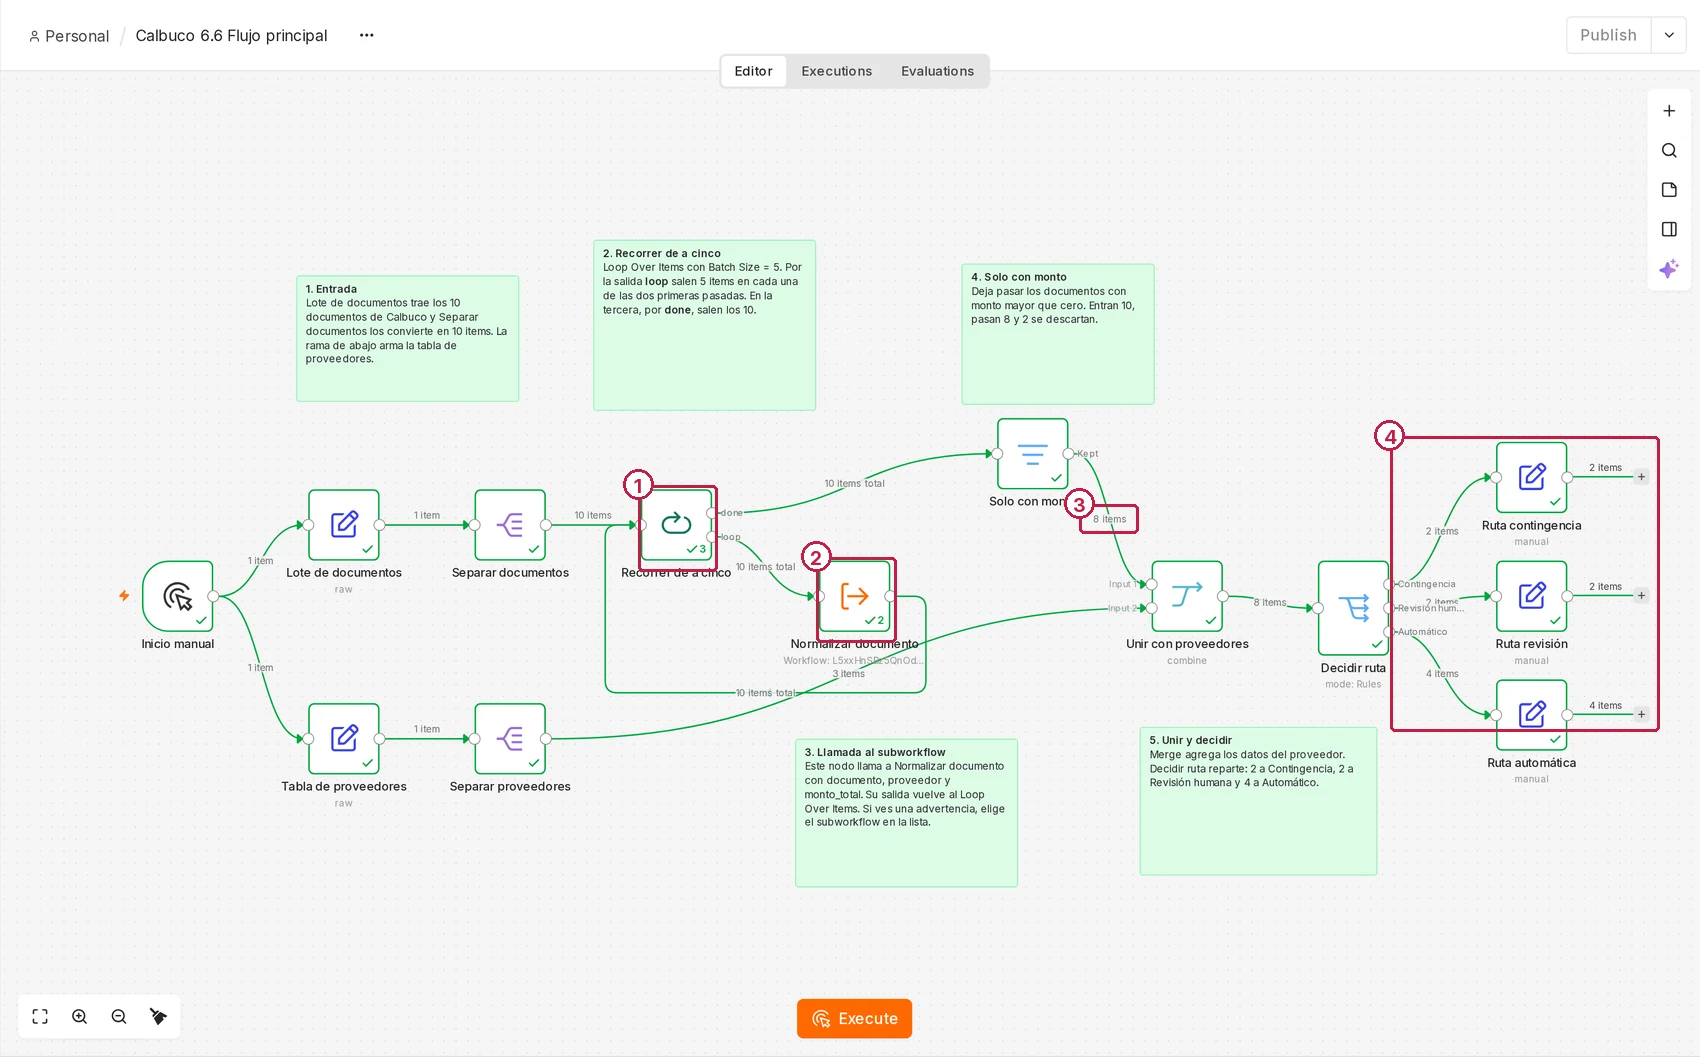 Personal / Calbuco 6.6 Flujo principal ...
Publish
Editor Executions Evaluations
1. Entrada
Lote de documentos trae los 10
documentos de Calbuco y Separar
documentos los convierte en 10 items. La
rama de abajo arma la tabla de
proveedores.
2. Recorrer de a cinco
Loop Over Items con Batch Size = 5. Por
la salida loop salen 5 items en cada una
de las dos primeras pasadas. En la
tercera, por done, salen los 10.
4. Solo con monto
Deja pasar los documentos con
monto mayor que cero. Entran 10,
pasan 8 y 2 se descartan.
Inicio manual
1 item
1 item
Lote de documentos
raw
1 item
Separar documentos
10 items
1
3
Recorrer de a cinco
done
loop
10 items total
10 items total
2
2
Normalizar documento
10 items total
Tabla de proveedores
raw
1 item
Separar proveedores
3 items
Kept
3
8 items
Input 1
Input 2
Unir con proveedores
combine
8 items
Decidir ruta
mode: Rules
4
Contingencia
Revisión hum...
Automático
2 items
2 items
4 items
Ruta contingencia
manual
2 items
Ruta revisión
manual
2 items
Ruta automática
manual
4 items
3. Llamada al subworkflow
Este nodo llama a Normalizar documento
con documento, proveedor y
monto_total. Su salida vuelve al Loop
Over Items. Si ves una advertencia, elige
el subworkflow en la lista.
5. Unir y decidir
Merge agrega los datos del proveedor.
Decidir ruta reparte: 2 a Contingencia, 2 a
Revisión humana y 4 a Automático.
Execute